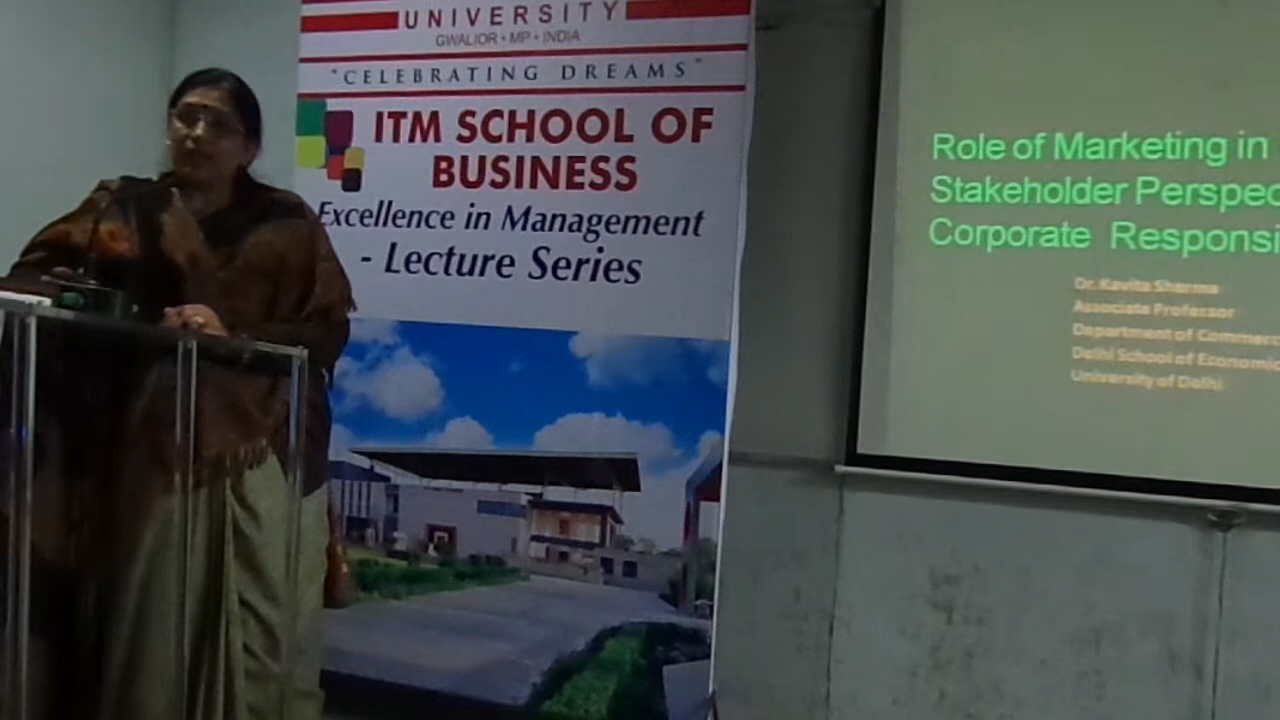 UNIVERSITY
GWALIOR • MP • INDIA
"CELEBRATING DREAMS"
ITM SCHOOL OF
BUSINESS
Excellence in Management
- Lecture Series
Role of Marketing in
Stakeholder Perspec
Corporate Responsi
Dr. Kavita Sharma
Associate Professor
Department of Commerc
Delhi School of Economic
University of Delhi